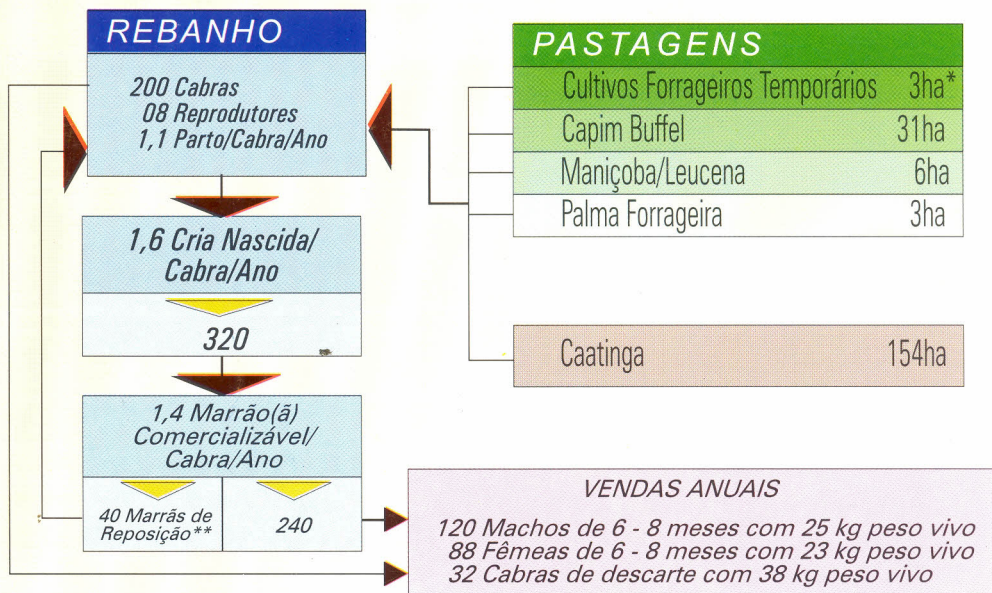 REBANHO
200 Cabras
08 Reprodutores
1,1 Parto/Cabra/Ano
1,6 Cria Nascida/
Cabra/Ano
320
1,4 Marrão(ã)
Comercializável/
Cabra/Ano
40 Marrãs de
Reposição**
240
PASTAGENS
Cultivos Forrageiros Temporários 3ha*
Capim Buffel 31ha
Maniçoba/Leucena 6ha
Palma Forrageira 3ha
Caatinga 154ha
VENDAS ANUAIS
120 Machos de 6 - 8 meses com 25 kg peso vivo
88 Fêmeas de 6 - 8 meses com 23 kg peso vivo
32 Cabras de descarte com 38 kg peso vivo